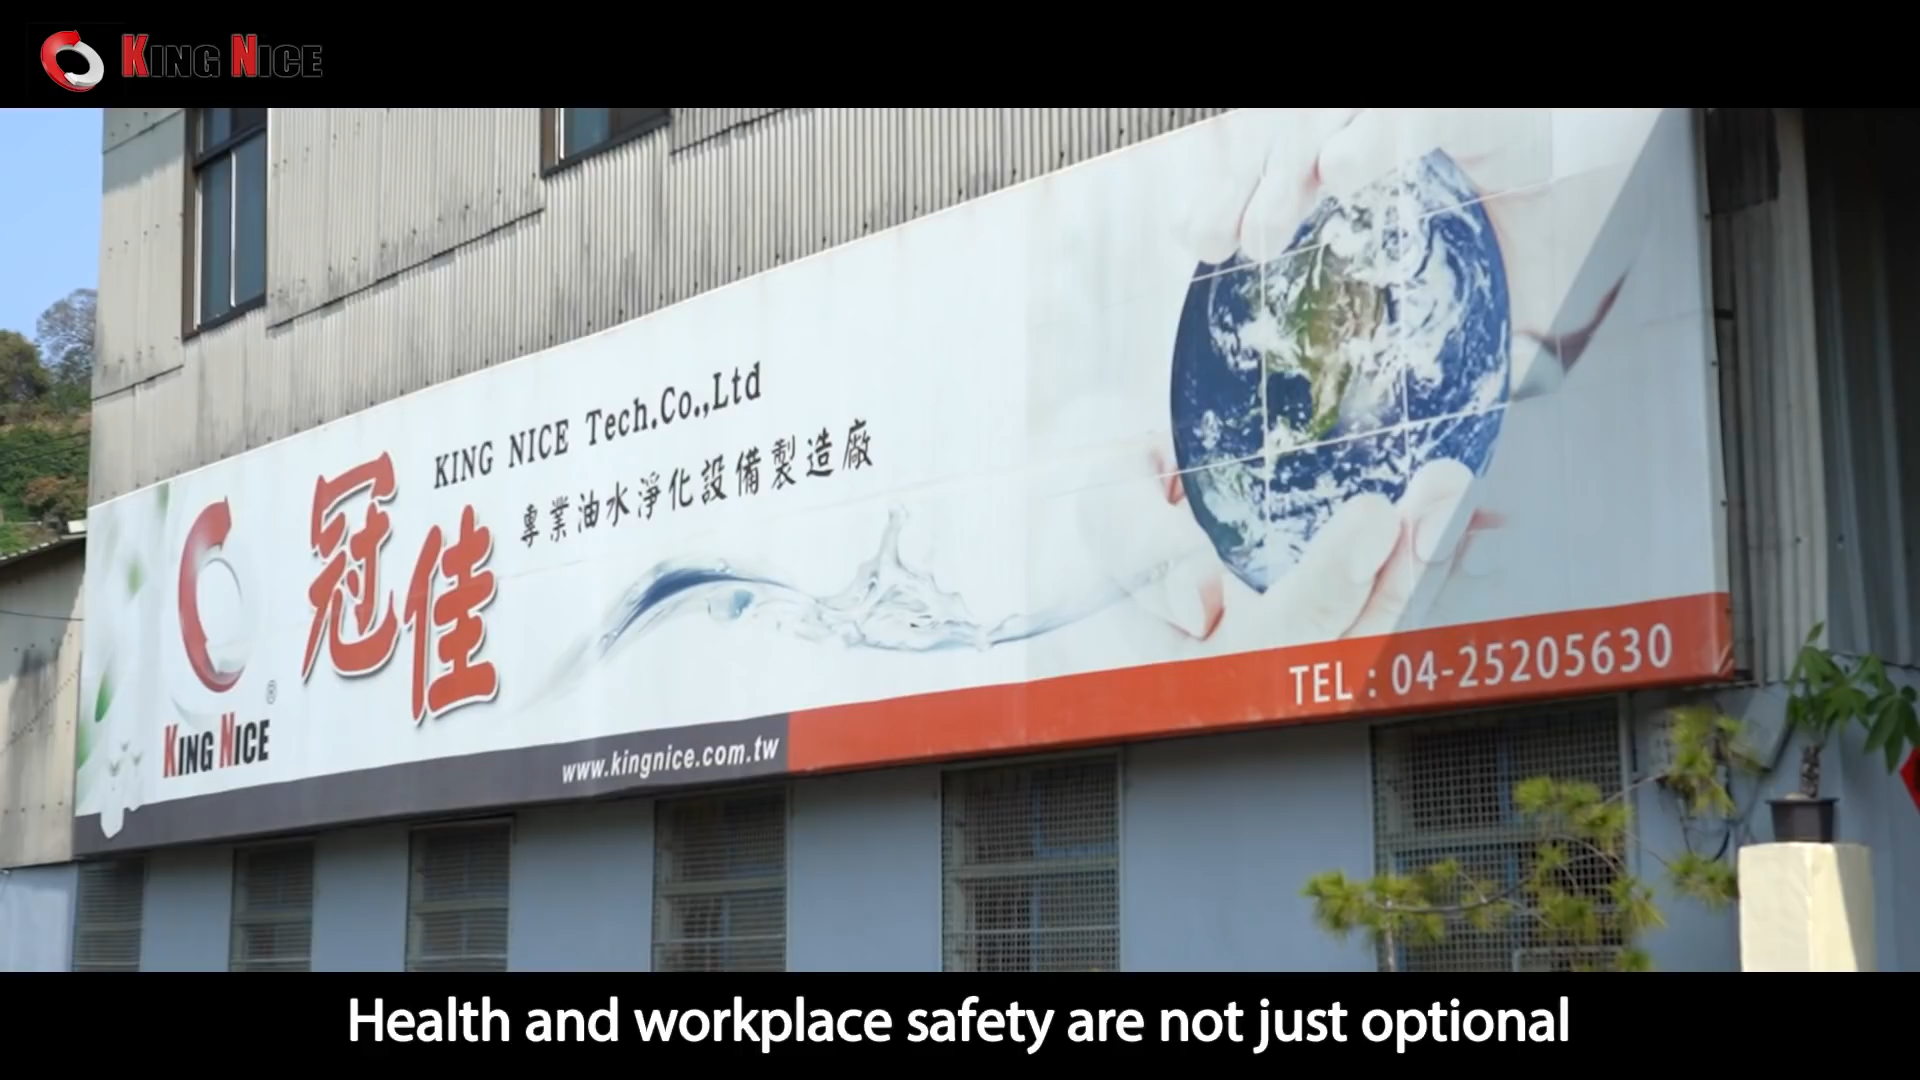 KING NICE
KING NICE Tech.Co.,Ltd
冠佳
專業油水淨化設備製造廠
®
KING NICE
www.kingnice.com.tw
TEL：04-25205630
Health and workplace safety are not just optional